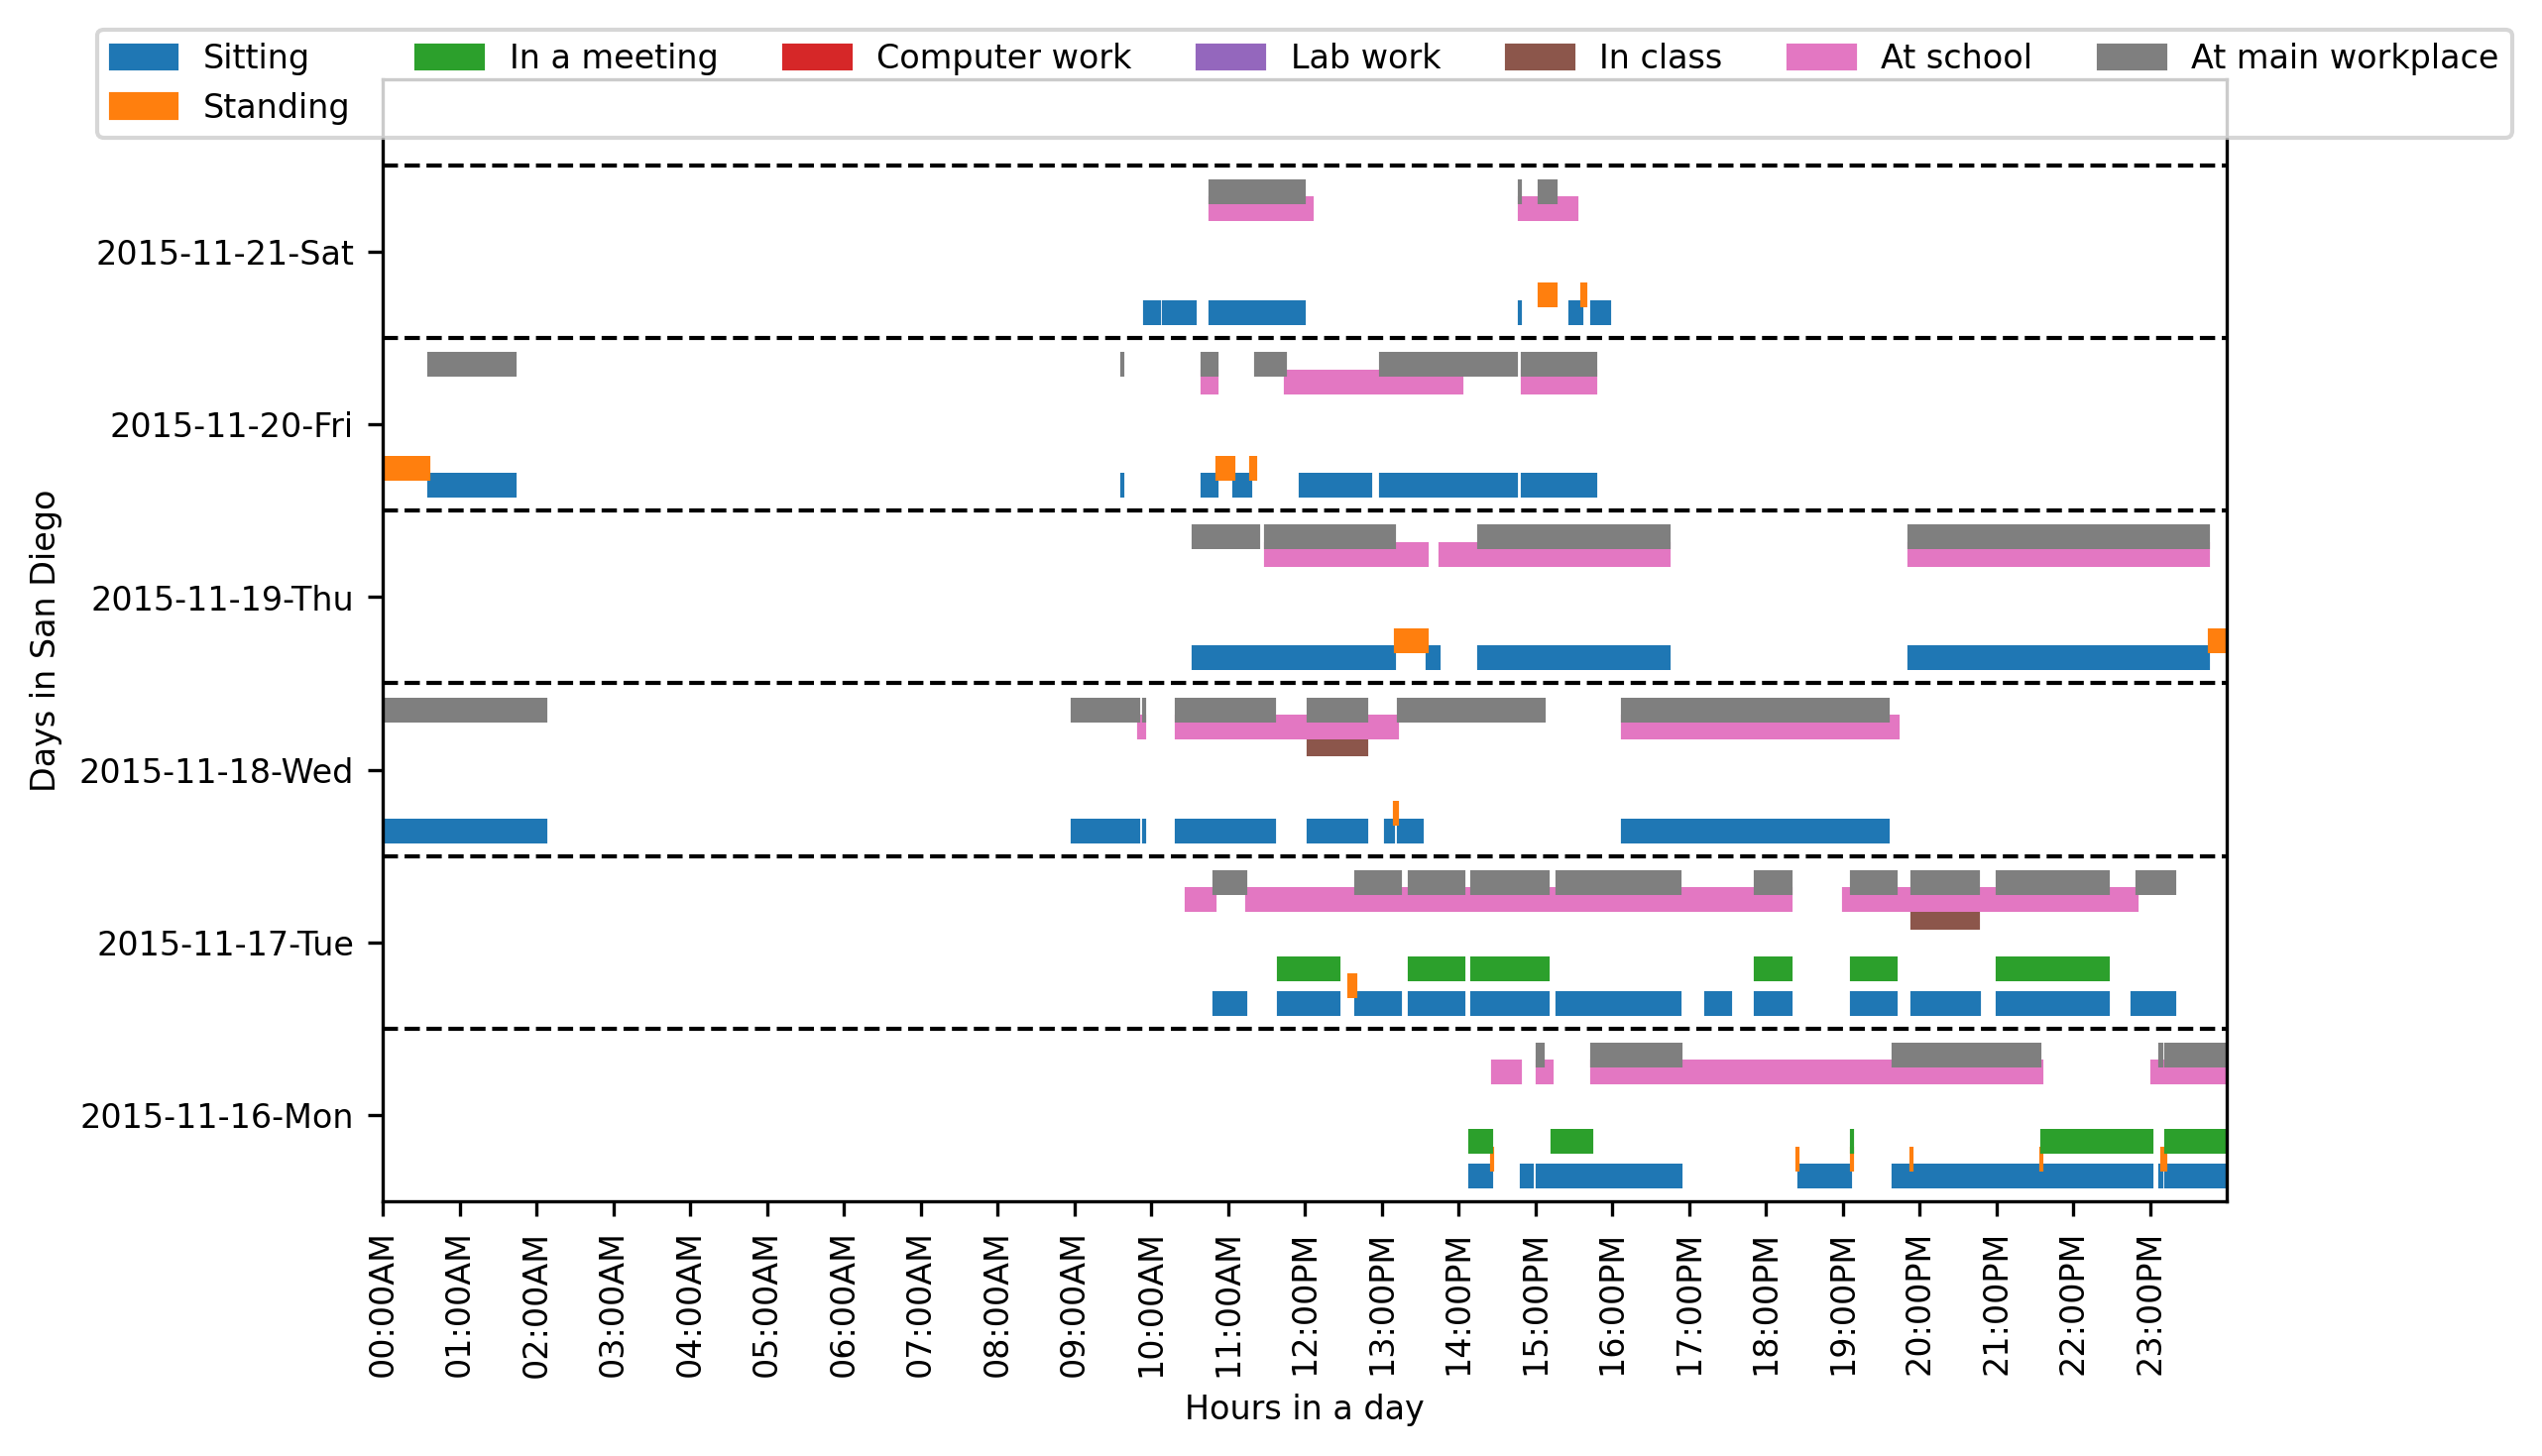 Sitting In a meeting Computer work Lab work In class At school At main workplace
Standing
2015-11-21-Sat
2015-11-20-Fri
2015-11-19-Thu
2015-11-18-Wed
2015-11-17-Tue
2015-11-16-Mon
Days in San Diego
00:00AM
01:00AM
02:00AM
03:00AM
04:00AM
05:00AM
06:00AM
07:00AM
08:00AM
09:00AM
10:00AM
11:00AM
12:00PM
13:00PM
14:00PM
15:00PM
16:00PM
17:00PM
18:00PM
19:00PM
20:00PM
21:00PM
22:00PM
23:00PM
Hours in a day